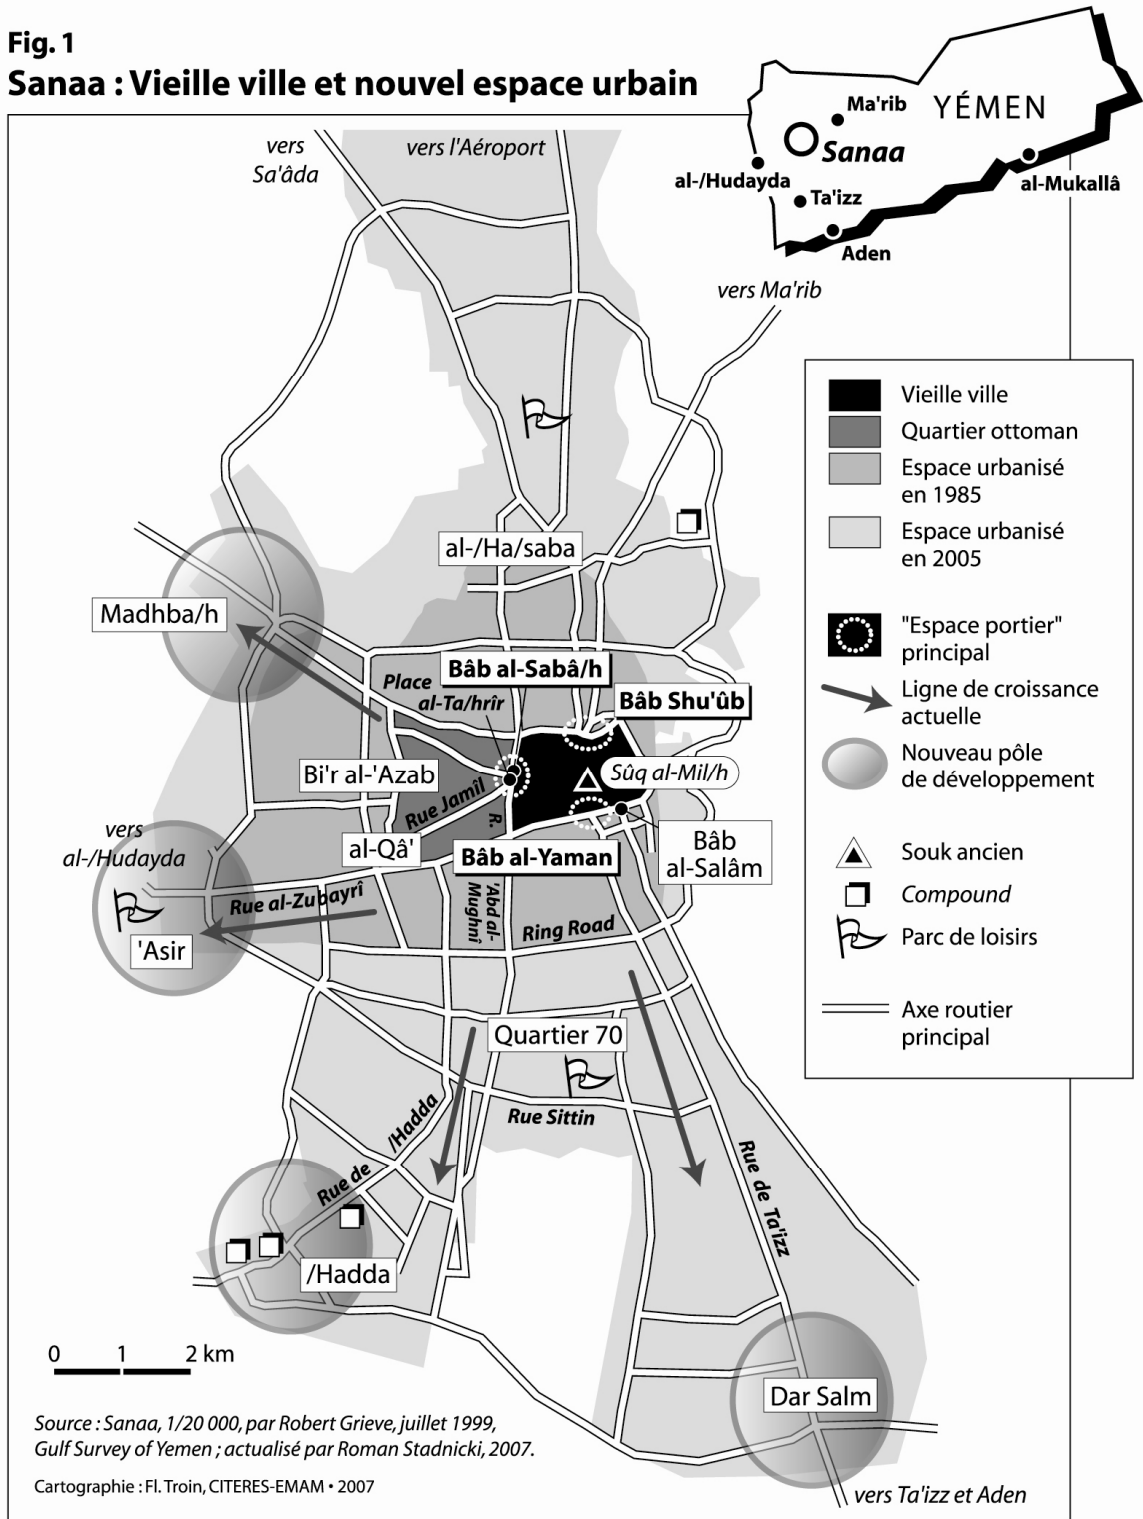 Fig. 1
Sanaa : Vieille ville et nouvel espace urbain
YÉMEN
Ma'rib
Sanaa
al-/Hudayda
Ta'izz
al-Mukallâ
Aden
vers
Sa'âda
vers l'Aéroport
vers Ma'rib
al-/Ha/saba
Madhba/h
Bâb al-Sabâ/h
Place
al-Ta/hrîr
Bâb Shu'ûb
Bi'r al-'Azab
Sûq al-Mil/h
Rue Jamîl
R.
'Abd al-
Mughnî
vers
al-/Hudayda
al-Qâ'
Bâb al-Yaman
Bâb
al-Salâm
Rue al-Zubayrî
Ring Road
'Asir
Quartier 70
Rue Sittin
Rue de /Hadda
Rue de Ta'izz
/Hadda
Dar Salm
vers Ta'izz et Aden
Vieille ville
Quartier ottoman
Espace urbanisé
en 1985
Espace urbanisé
en 2005
"Espace portier"
principal
Ligne de croissance
actuelle
Nouveau pôle
de développement
Souk ancien
Compound
Parc de loisirs
Axe routier
principal
0 1 2 km
Source : Sanaa, 1/20 000, par Robert Grieve, juillet 1999,
Gulf Survey of Yemen ; actualisé par Roman Stadnicki, 2007.
Cartographie : Fl. Troin, CITERES-EMAM • 2007